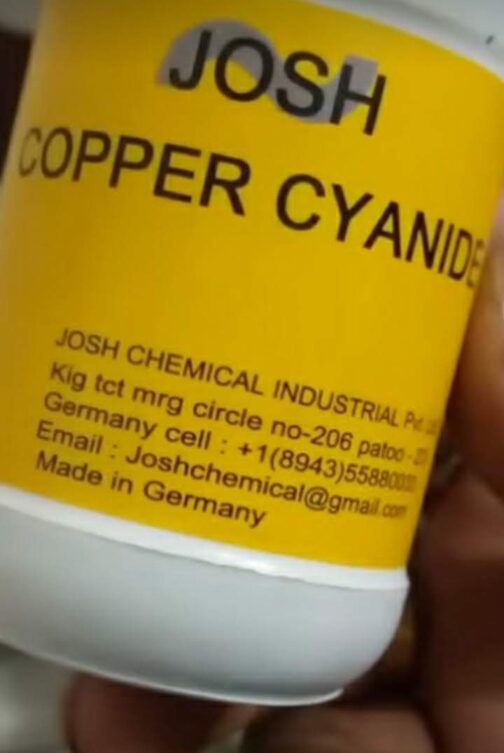 JOSH
COPPER CYANIDE
JOSH CHEMICAL INDUSTRIAL Pvt.
Kig tct mrg circle no-206 patoo -
Germany cell : +1(8943)
Email : Joshchemical@gmail.com
Made in Germany